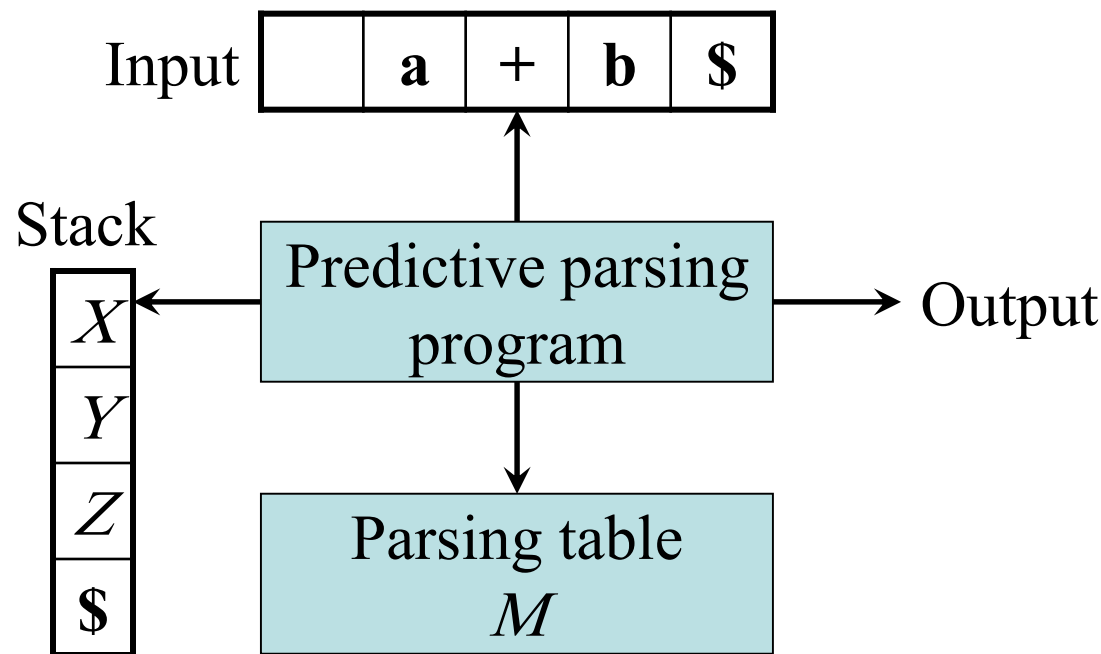 Input a + b $
Stack
Predictive parsing
program
Output
X
Y
Z
$
Parsing table
M